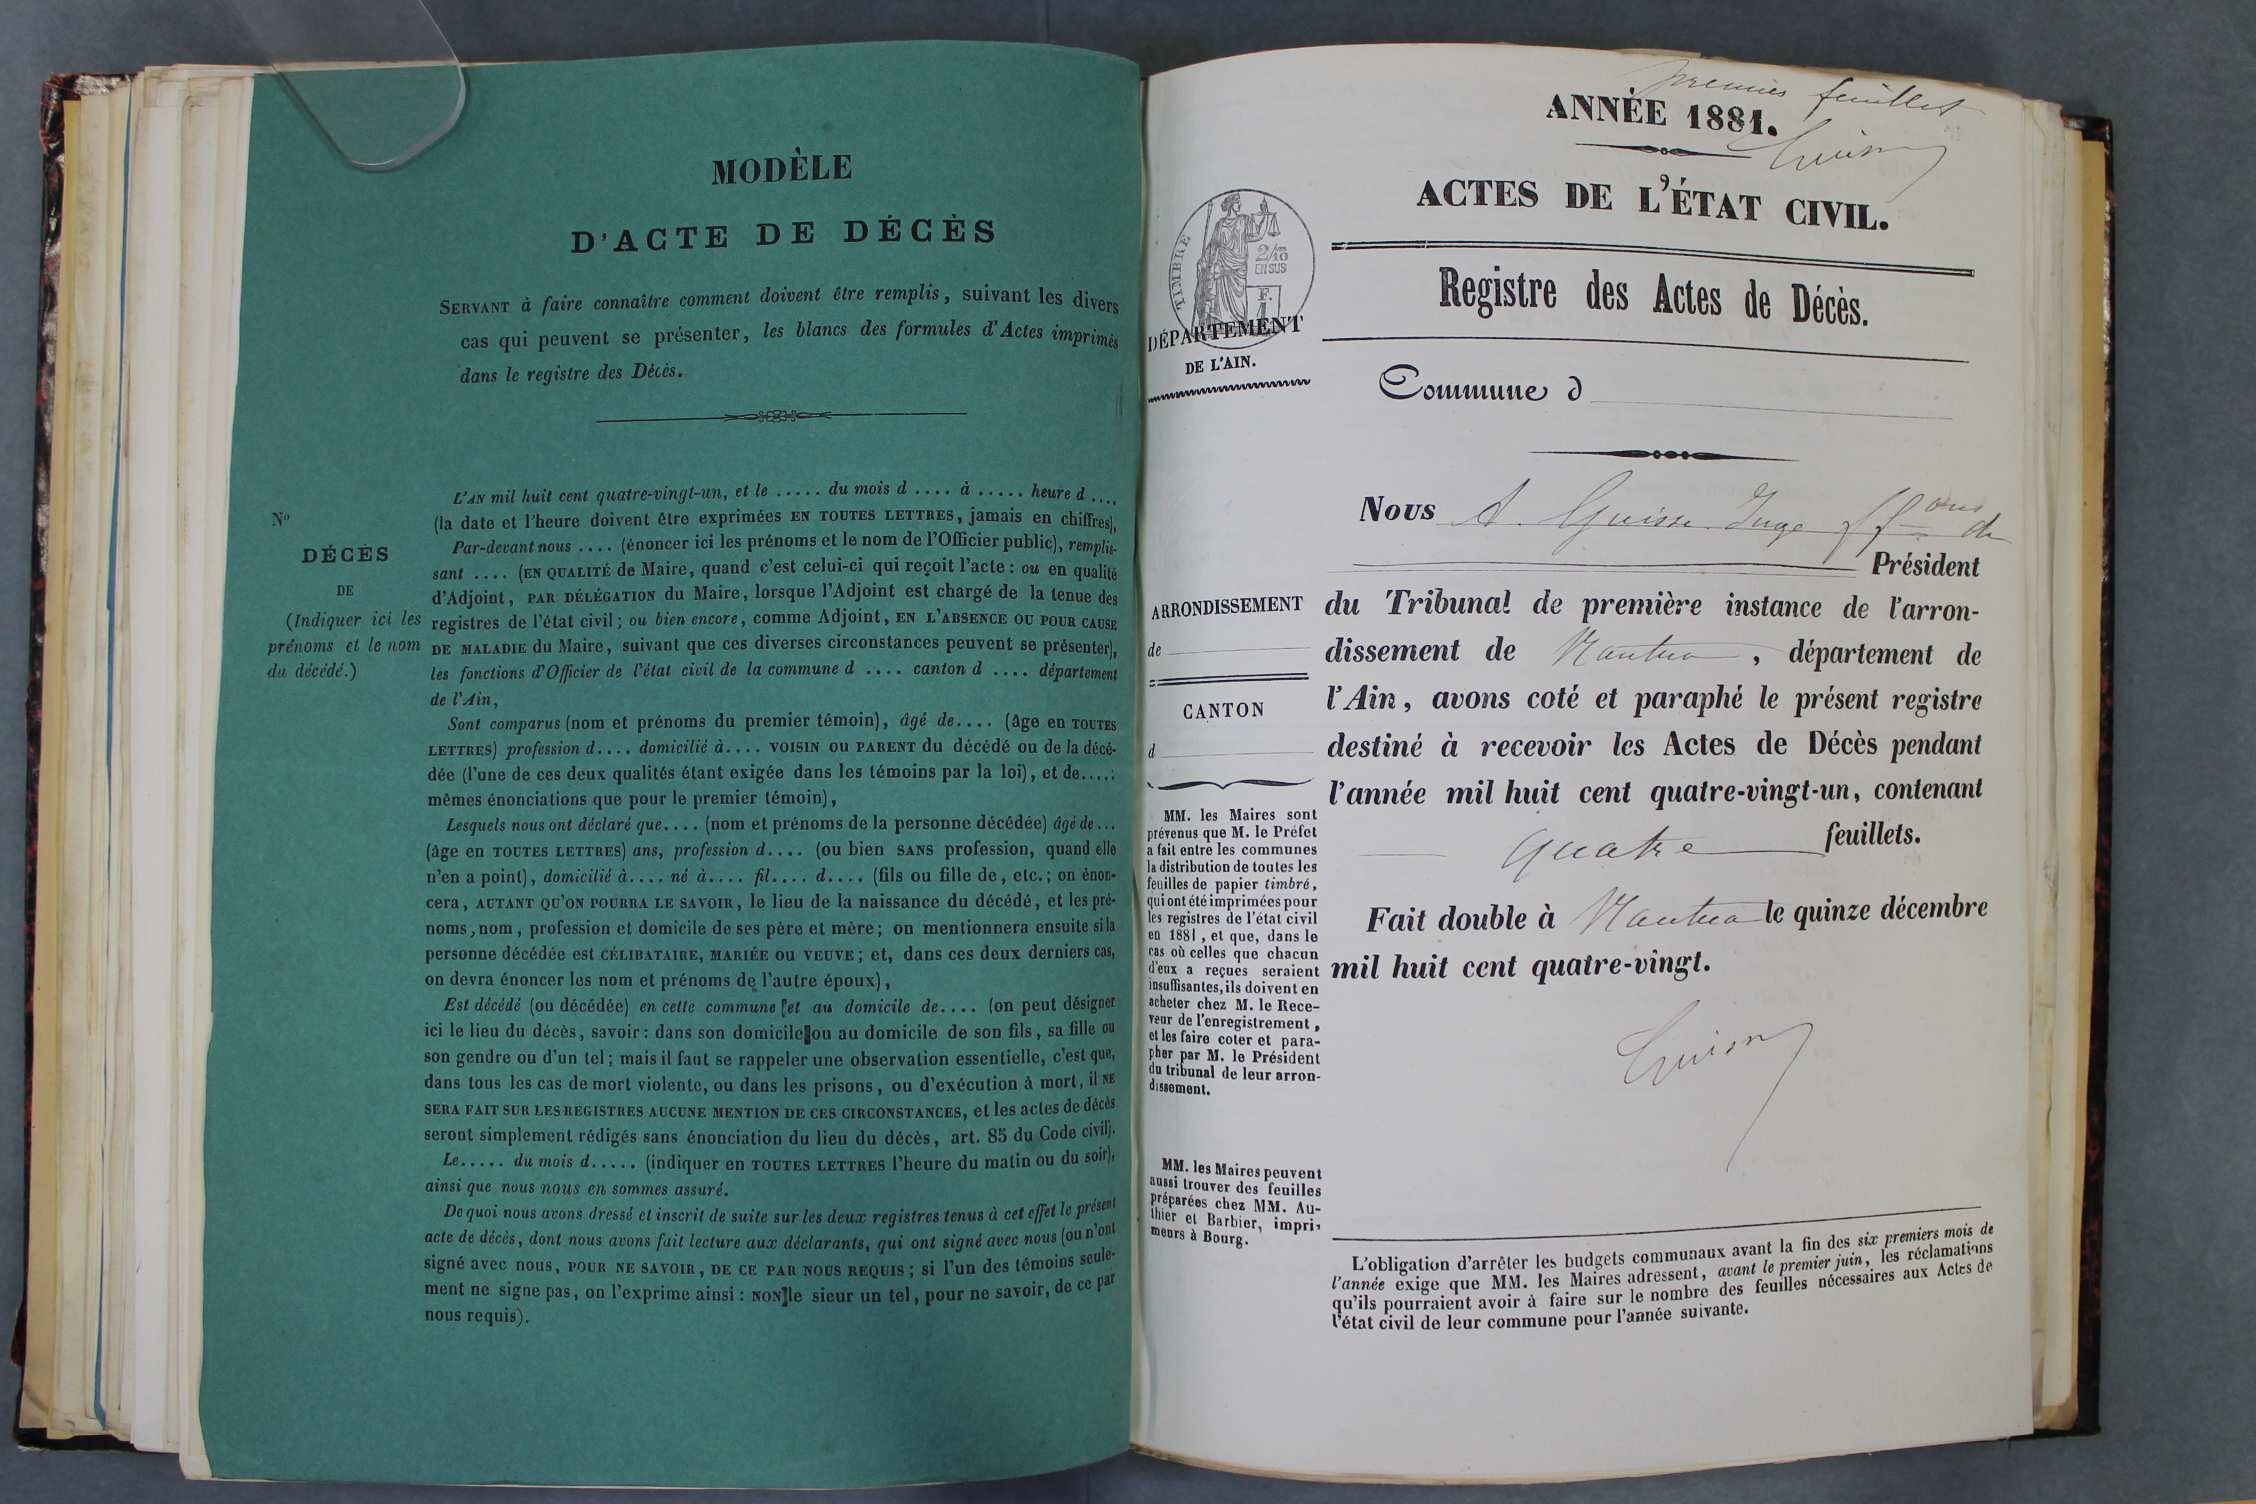 MODÈLE
D'ACTE DE DÉCÈS
SERVANT à faire connaître comment doivent être remplis, suivant les divers
cas qui peuvent se présenter, les blancs des formules d'Actes imprimés
dans le registre des Décès.
No
DÉCÈS
DE
(Indiquer ici les
prénoms et le nom
du décédé.)
L'AN mil huit cent quatre-vingt-un, et le ..... du mois d .... à ..... heure d ....
(la date et l'heure doivent être exprimées EN TOUTES LETTRES, jamais en chiffres),
Par-devant nous .... (énoncer ici les prénoms et le nom de l'Officier public), remplis-
sant .... (EN QUALITÉ de Maire, quand c'est celui-ci qui reçoit l'acte : ou en qualité
d'Adjoint, PAR DÉLÉGATION du Maire, lorsque l'Adjoint est chargé de la tenue des
registres de l'état civil ; ou bien encore, comme Adjoint, EN L'ABSENCE OU POUR CAUSE
DE MALADIE du Maire, suivant que ces diverses circonstances peuvent se présenter),
les fonctions d'Officier de l'état civil de la commune d .... canton d .... département
de l'Ain,
Sont comparus (nom et prénoms du premier témoin), âgé de.... (âge en TOUTES
LETTRES) profession d.... domicilié à.... VOISIN OU PARENT du décédé ou de la décé-
dée (l'une de ces deux qualités étant exigée dans les témoins par la loi), et de....:
mêmes énonciations que pour le premier témoin),
Lesquels nous ont déclaré que.... (nom et prénoms de la personne décédée) âgé de...
(âge en TOUTES LETTRES) ans, profession d.... (ou bien SANS profession, quand elle
n'en a point), domicilié à.... né à.... fil.... d.... (fils ou fille de, etc.; on énon-
cera, AUTANT QU'ON POURRA LE SAVOIR, le lieu de la naissance du décédé, et les pré-
noms, nom, profession et domicile de ses père et mère; on mentionnera ensuite si la
personne décédée est CÉLIBATAIRE, MARIÉE OU VEUVE; et, dans ces deux derniers cas,
on devra énoncer les nom et prénoms de l'autre époux),
Est décédé (ou décédée) en cette commune [et au domicile de.... (on peut désigner
ici le lieu du décès, savoir : dans son domicile ou au domicile de son fils, sa fille ou
son gendre ou d'un tel; mais il faut se rappeler une observation essentielle, c'est que,
dans tous les cas de mort violente, ou dans les prisons, ou d'exécution à mort, il NE
SERA FAIT SUR LES REGISTRES AUCUNE MENTION DE CES CIRCONSTANCES, et les actes de décès
seront simplement rédigés sans énonciation du lieu du décès, art. 85 du Code civil).
Le..... du mois d..... (indiquer en TOUTES LETTRES l'heure du matin ou du soir),
ainsi que nous nous en sommes assuré.
De quoi nous avons dressé et inscrit de suite sur les deux registres tenus à cet effet le présent
acte de décès, dont nous avons fait lecture aux déclarants, qui ont signé avec nous (ou n'ont
signé avec nous, POUR NE SAVOIR, DE CE PAR NOUS REQUIS; si l'un des témoins seule-
ment ne signe pas, on l'exprime ainsi : NON]le sieur un tel, pour ne savoir, de ce par
nous requis).
premier feuillet
ANNÉE 1881.
ACTES DE L'ÉTAT CIVIL.
TIMBRE
2/10
EN SUS
F.
1
DÉPARTEMENT
DE L'AIN.
Registre des Actes de Décès.
Commune d
Nous A. Guisse Juge
Président
ARRONDISSEMENT
de
CANTON
d
du Tribunal de première instance de l'arron-
dissement de Nantua, département de
l'Ain, avons coté et paraphé le présent registre
destiné à recevoir les Actes de Décès pendant
l'année mil huit cent quatre-vingt-un, contenant
quatre feuillets.
Fait double à Nantua le quinze décembre
mil huit cent quatre-vingt.
MM. les Maires sont
prévenus que M. le Préfet
a fait entre les communes
la distribution de toutes les
feuilles de papier timbré,
qui ont été imprimées pour
les registres de l'état civil
en 1881, et que, dans le
cas où celles que chacun
d'eux a reçues seraient
insuffisantes, ils doivent en
acheter chez M. le Rece-
veur de l'enregistrement,
et les faire coter et para-
pher par M. le Président
du tribunal de leur arron-
dissement.
MM. les Maires peuvent
aussi trouver des feuilles
préparées chez MM. Au-
thier et Barbier, impri-
meurs à Bourg.
L'obligation d'arrêter les budgets communaux avant la fin des six premiers mois de
l'année exige que MM. les Maires adressent, avant le premier juin, les réclamations
qu'ils pourraient avoir à faire sur le nombre des feuilles nécessaires aux Actes de
l'état civil de leur commune pour l'année suivante.